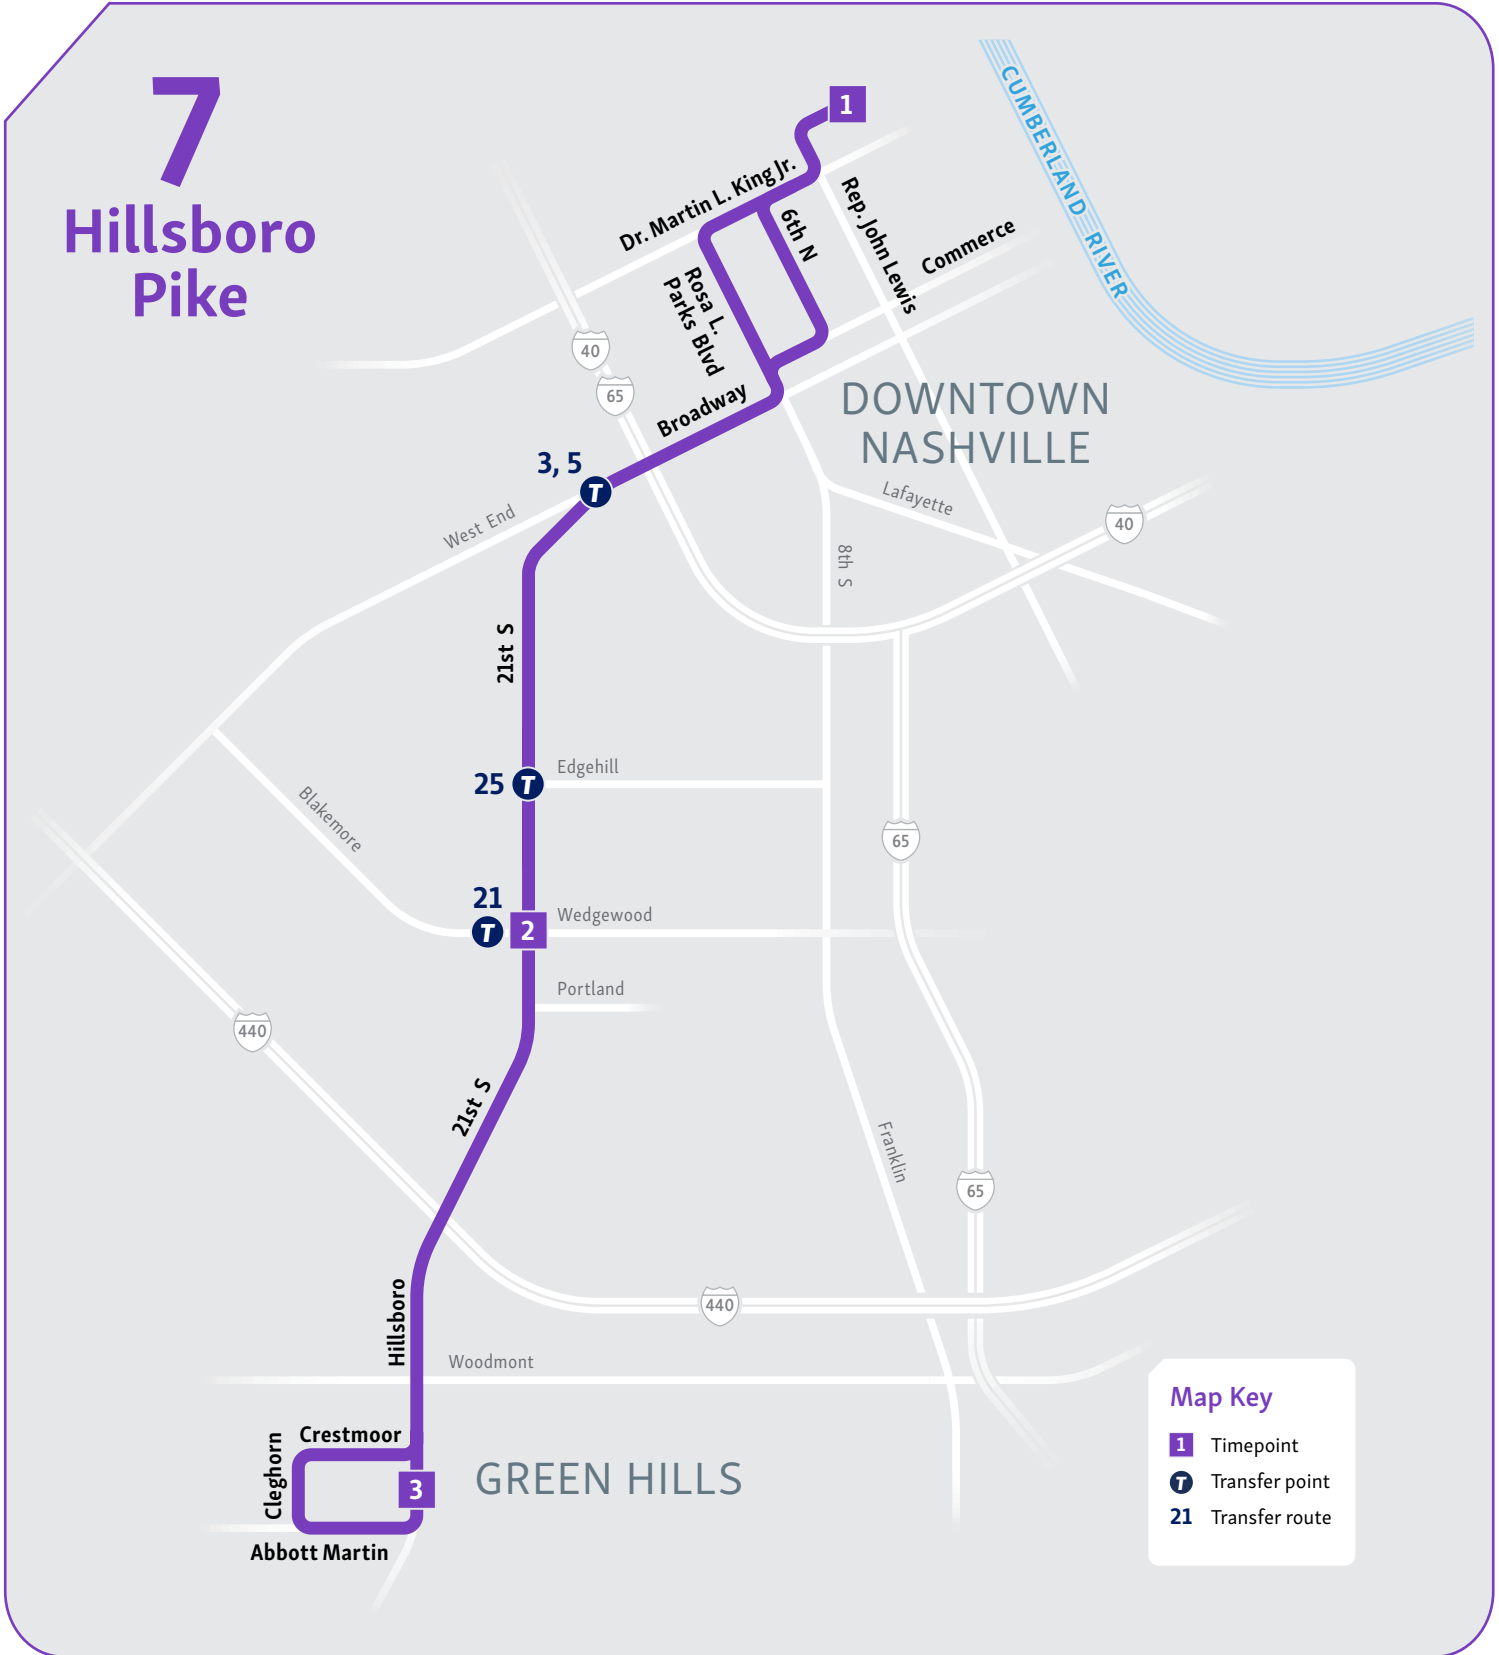 7
Hillsboro
Pike
1
Dr. Martin L. King Jr.
6th N
Rep. John Lewis
Commerce
CUMBERLAND RIVER
Rosa L.
Parks Blvd
40
65
Broadway
DOWNTOWN
NASHVILLE
3, 5
T
West End
Lafayette
40
8th S
21st S
25
T
Edgehill
Blakemore
65
21
T
2
Wedgewood
Portland
440
21st S
Franklin
65
440
Hillsboro
Woodmont
Crestmoor
Cleghorn
3
GREEN HILLS
Abbott Martin
Map Key
1 Timepoint
T Transfer point
21 Transfer route